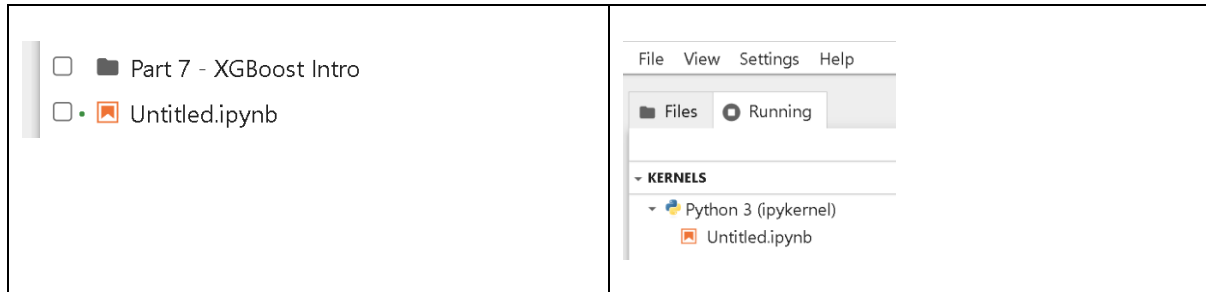 Part 7 - XGBoost Intro
Untitled.ipynb
File View Settings Help
Files Running
KERNELS
Python 3 (ipykernel)
Untitled.ipynb